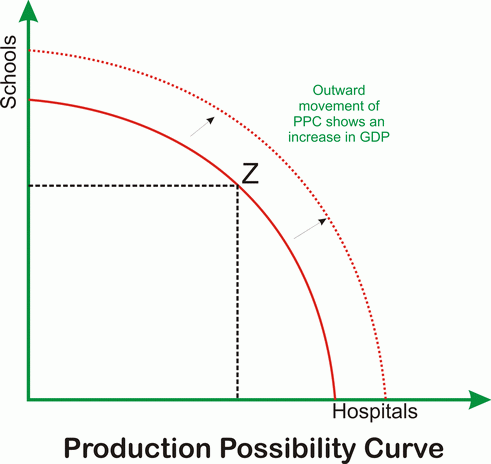 Schools
Outward
movement of
PPC shows an
increase in GDP
Z
Hospitals
Production Possibility Curve